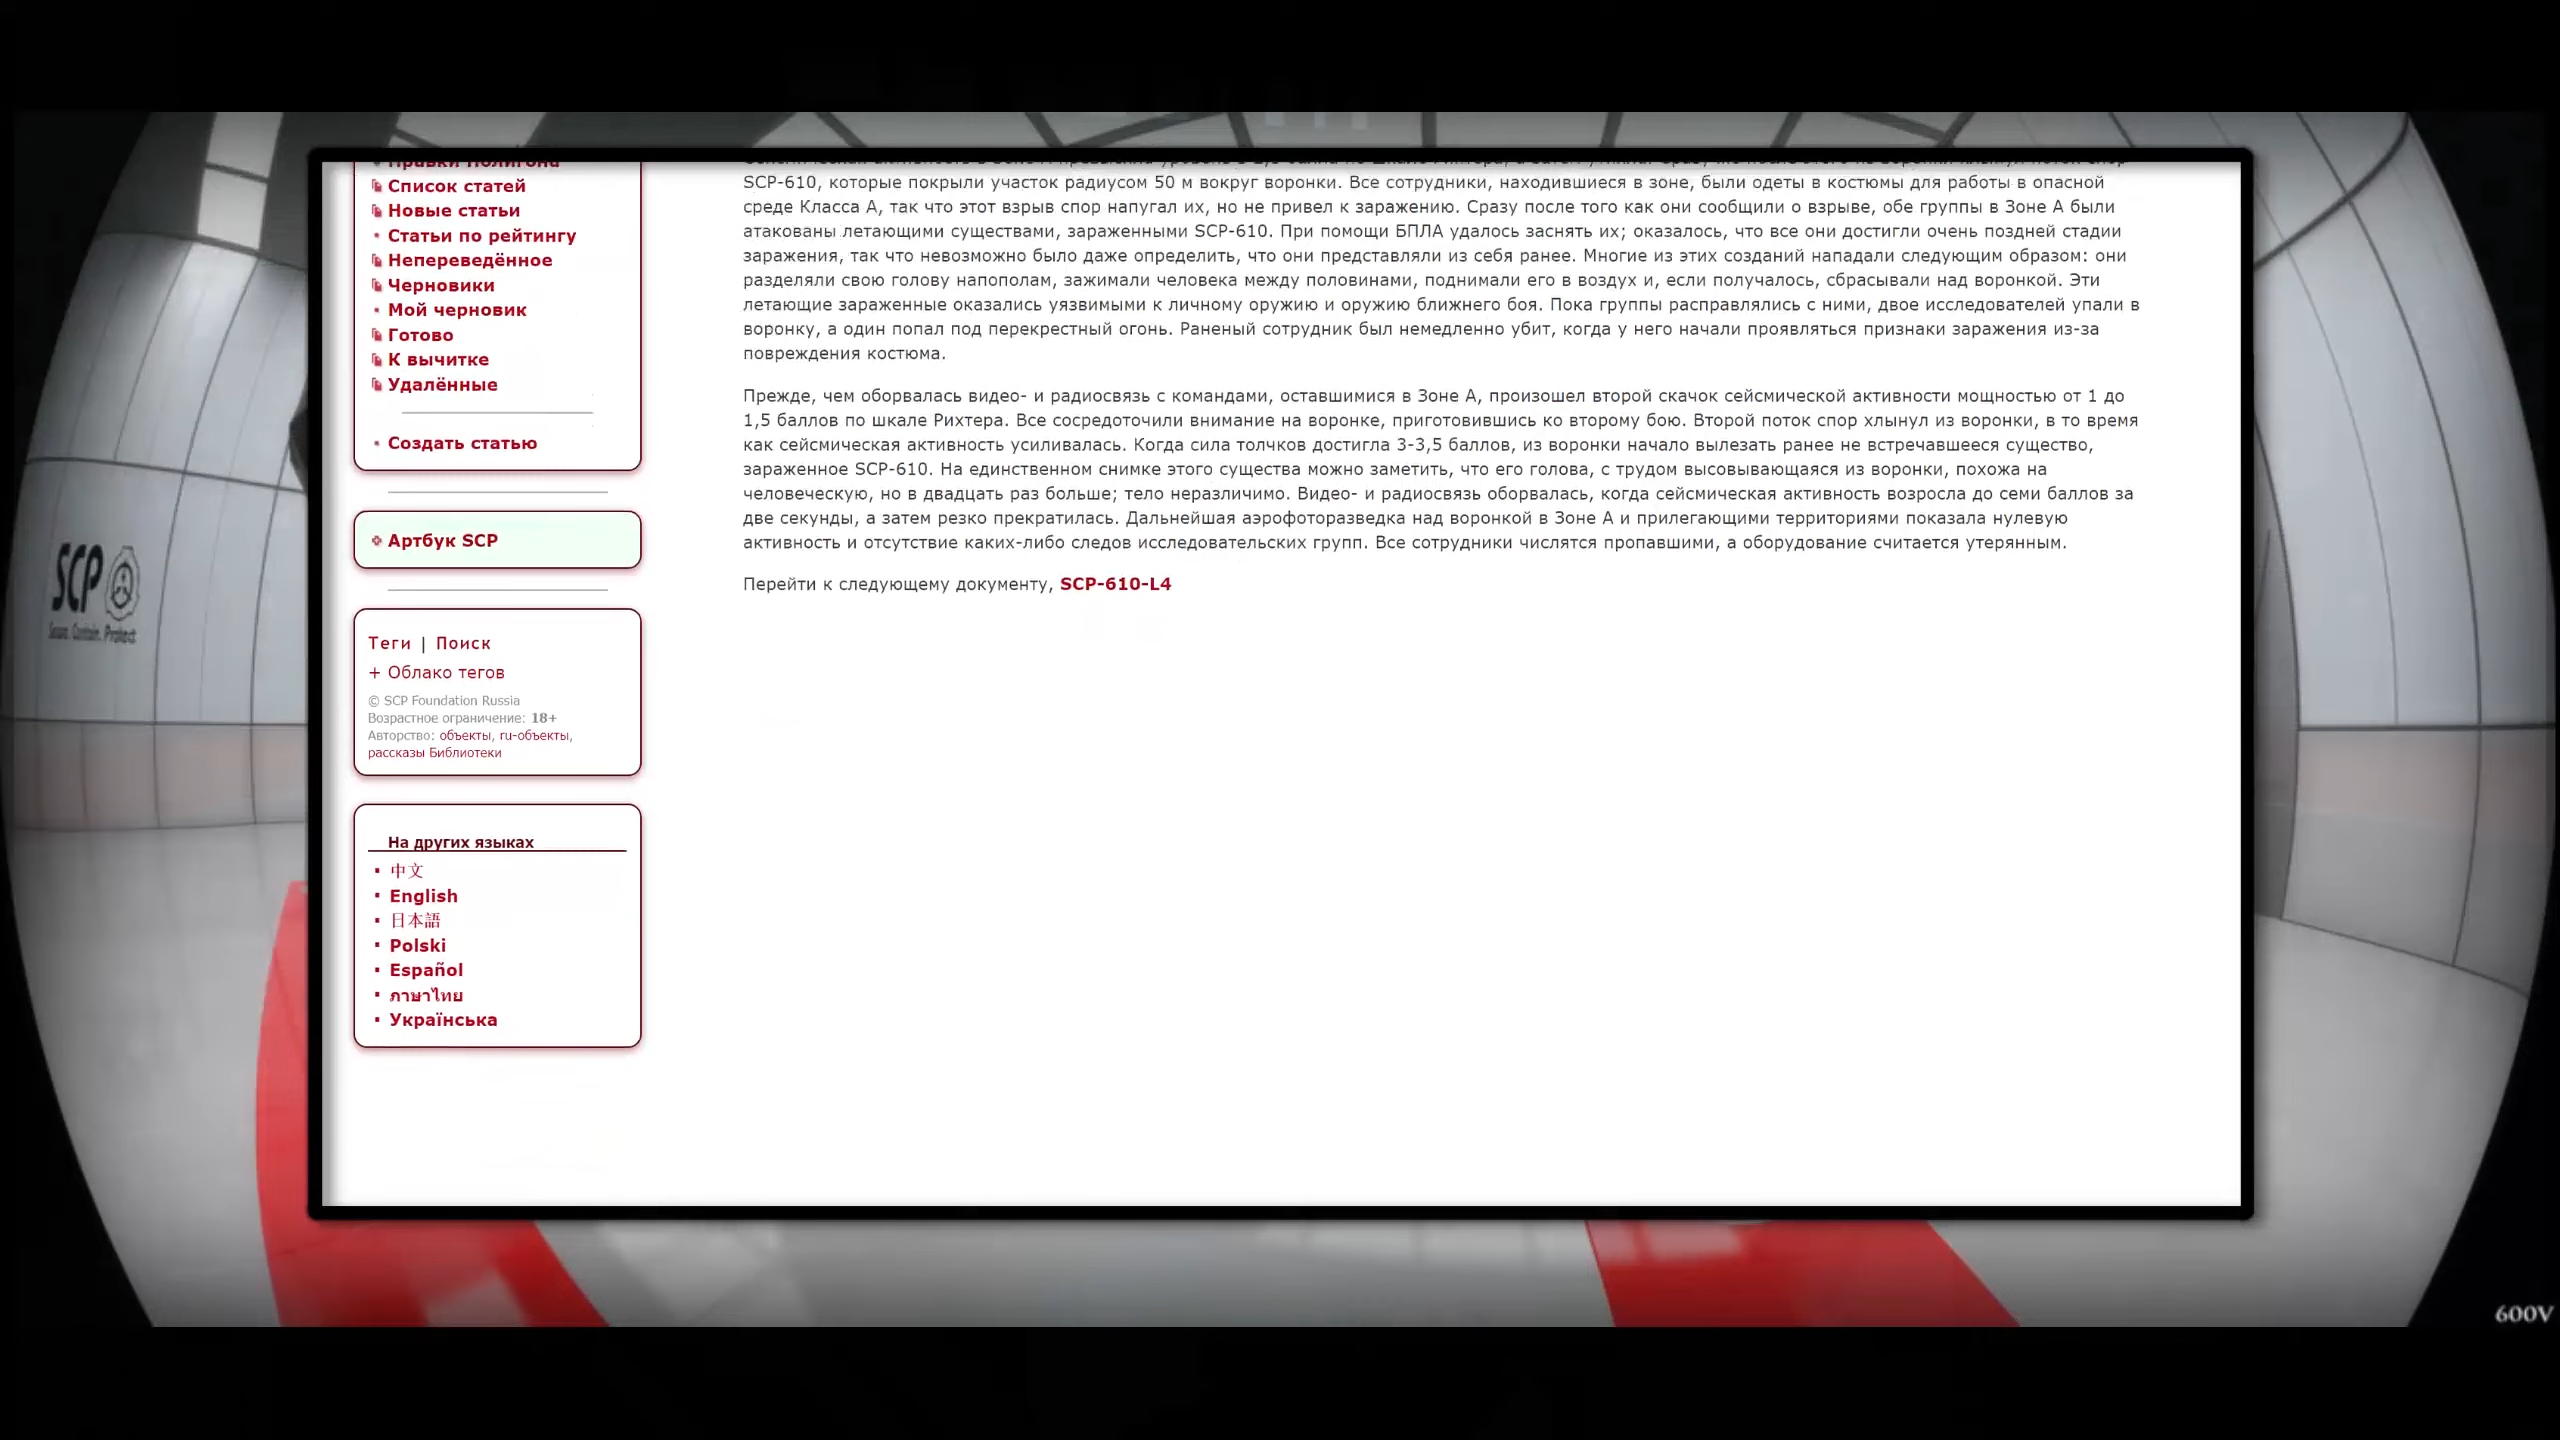 Правки Полигона
Список статей
Новые статьи
Статьи по рейтингу
Непереведённое
Черновики
Мой черновик
Готово
К вычитке
Удалённые
Создать статью
Артбук SCP
Теги | Поиск
+ Облако тегов
© SCP Foundation Russia
Возрастное ограничение: 18+
Авторство: объекты, ru-объекты,
рассказы Библиотеки
На других языках
中文
English
日本語
Polski
Español
ภาษาไทย
Українська
SCP-610, которые покрыли участок радиусом 50 м вокруг воронки. Все сотрудники, находившиеся в зоне, были одеты в костюмы для работы в опасной
среде Класса А, так что этот взрыв спор напугал их, но не привел к заражению. Сразу после того как они сообщили о взрыве, обе группы в Зоне А были
атакованы летающими существами, зараженными SCP-610. При помощи БПЛА удалось заснять их; оказалось, что все они достигли очень поздней стадии
заражения, так что невозможно было даже определить, что они представляли из себя ранее. Многие из этих созданий нападали следующим образом: они
разделяли свою голову напополам, зажимали человека между половинами, поднимали его в воздух и, если получалось, сбрасывали над воронкой. Эти
летающие зараженные оказались уязвимыми к личному оружию и оружию ближнего боя. Пока группы расправлялись с ними, двое исследователей упали в
воронку, а один попал под перекрестный огонь. Раненый сотрудник был немедленно убит, когда у него начали проявляться признаки заражения из-за
повреждения костюма.
Прежде, чем оборвалась видео- и радиосвязь с командами, оставшимися в Зоне А, произошел второй скачок сейсмической активности мощностью от 1 до
1,5 баллов по шкале Рихтера. Все сосредоточили внимание на воронке, приготовившись ко второму бою. Второй поток спор хлынул из воронки, в то время
как сейсмическая активность усиливалась. Когда сила толчков достигла 3-3,5 баллов, из воронки начало вылезать ранее не встречавшееся существо,
зараженное SCP-610. На единственном снимке этого существа можно заметить, что его голова, с трудом высовывающаяся из воронки, похожа на
человеческую, но в двадцать раз больше; тело неразличимо. Видео- и радиосвязь оборвалась, когда сейсмическая активность возросла до семи баллов за
две секунды, а затем резко прекратилась. Дальнейшая аэрофоторазведка над воронкой в Зоне А и прилегающими территориями показала нулевую
активность и отсутствие каких-либо следов исследовательских групп. Все сотрудники числятся пропавшими, а оборудование считается утерянным.
Перейти к следующему документу, SCP-610-L4
SCP
Secure. Contain. Protect
600V